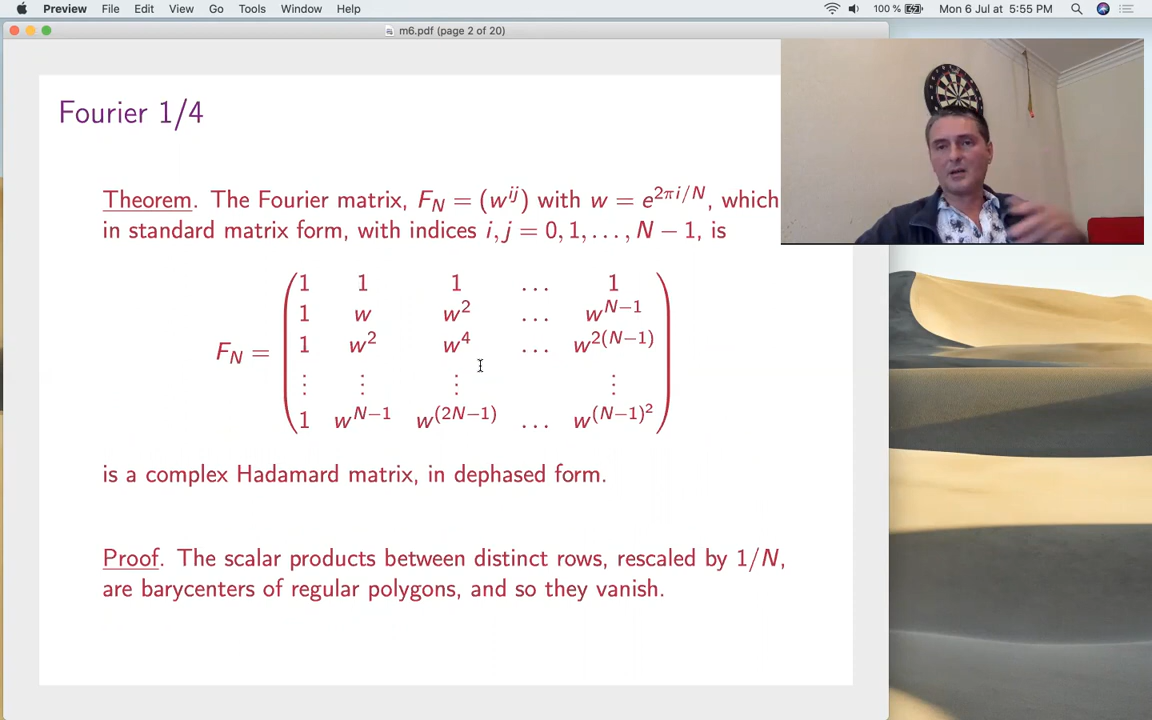 Preview File Edit View Go Tools Window Help 100 % Mon 6 Jul at 5:55 PM
m6.pdf (page 2 of 20)
Fourier 1/4
Theorem. The Fourier matrix, F_N = (w^{ij}) with w = e^{2πi/N}, which
in standard matrix form, with indices i, j = 0, 1, . . . , N − 1, is
1 1 1 . . . 1
1 w w^2 . . . w^{N−1}
1 w^2 w^4 . . . w^{2(N−1)}
F_N =
⋮ ⋮ ⋮ ⋮
1 w^{N−1} w^{(2N−1)} . . . w^{(N−1)^2}
is a complex Hadamard matrix, in dephased form.
Proof. The scalar products between distinct rows, rescaled by 1/N,
are barycenters of regular polygons, and so they vanish.